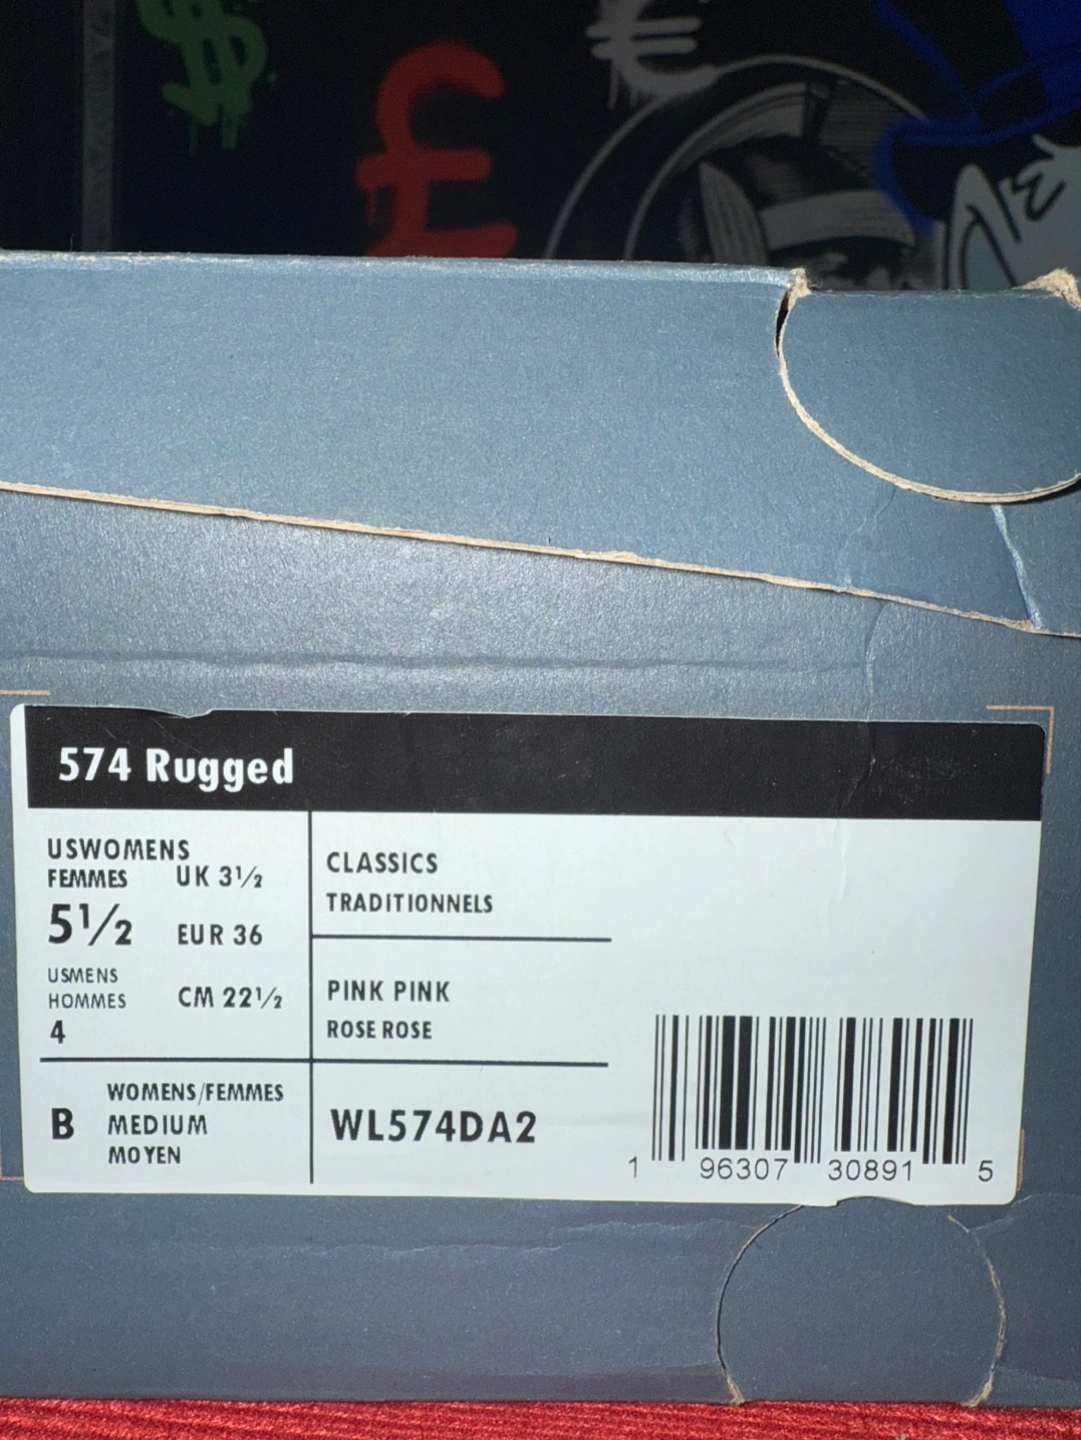 $
£
€
574 Rugged
USWOMENS
FEMMES
UK 3½
5½
EUR 36
USMENS
HOMMES
CM 22½
4
B
WOMENS/FEMMES
MEDIUM
MOYEN
CLASSICS
TRADITIONNELS
PINK PINK
ROSE ROSE
WL574DA2
1 96307 30891 5